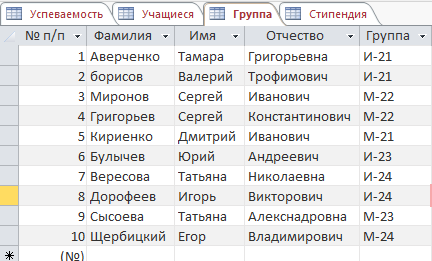 Успеваемость Учащиеся Группа Стипендия
№ п/п Фамилия Имя Отчество Группа
1 Аверченко Тамара Григорьевна И-21
2 борисов Валерий Трофимович И-21
3 Миронов Сергей Иванович М-22
4 Григорьев Сергей Константинович М-22
5 Кириенко Дмитрий Иванович М-21
6 Булычев Юрий Андреевич И-23
7 Вересова Татьяна Николаевна И-24
8 Дорофеев Игорь Викторович И-24
9 Сысоева Татьяна Алекснадровна М-23
10 Щербицкий Егор Владимирович М-24
(№)